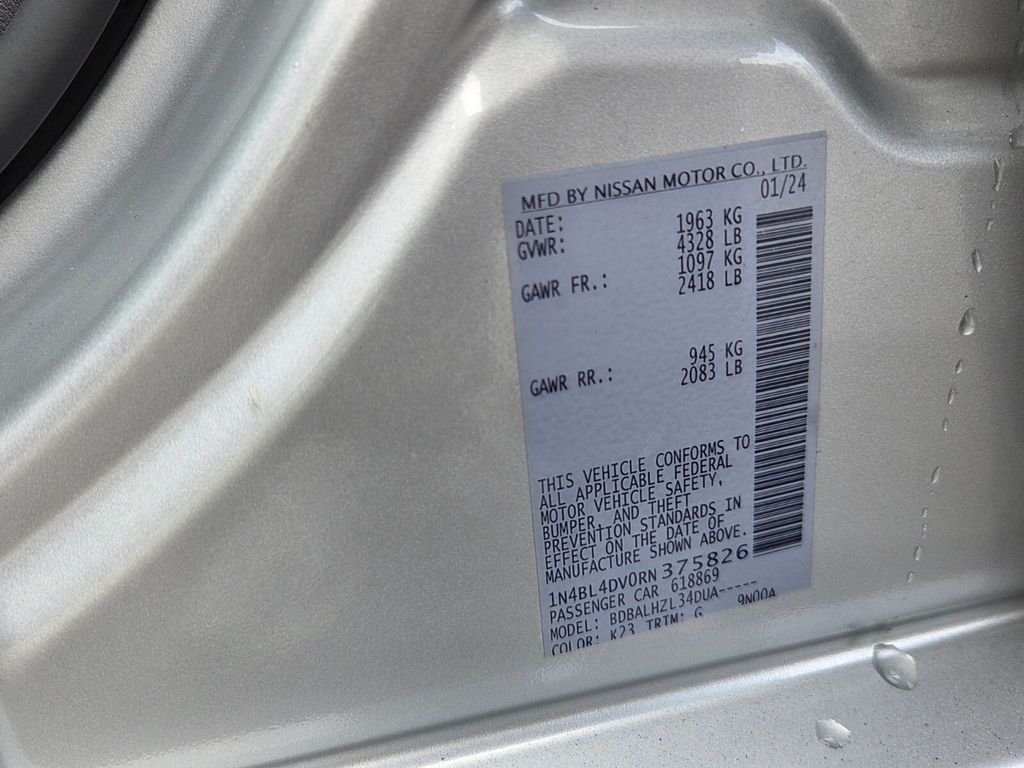 MFD BY NISSAN MOTOR CO., LTD.
DATE: 01/24
GVWR: 1963 KG
4328 LB
GAWR FR.: 1097 KG
2418 LB
GAWR RR.: 945 KG
2083 LB
THIS VEHICLE CONFORMS TO
ALL APPLICABLE FEDERAL
MOTOR VEHICLE SAFETY,
BUMPER, AND THEFT
PREVENTION STANDARDS IN
EFFECT ON THE DATE OF
MANUFACTURE SHOWN ABOVE.
1N4BL4DV0RN375826
PASSENGER CAR 618869
MODEL: BDBALHZL34DUA-----
COLOR: K23 TRIM: G 9N00A